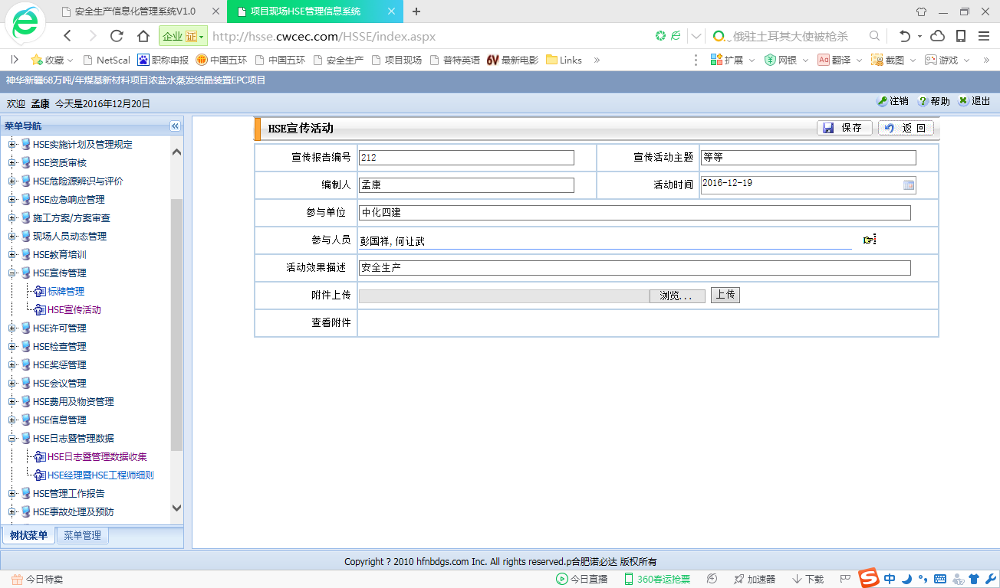 安全生产信息化管理系统V1.0
项目现场HSE管理信息系统
企业 证 http://hsse.cwcec.com/HSSE/index.aspx 俄驻土耳其大使被枪杀
收藏 NetScal 职称申报 中国五环 中国五环 安全生产 项目现场 普特英语 6V 最新电影 Links 扩展 网银 Aa 翻译 截图 游戏
神华新疆68万吨/年煤基新材料项目浓盐水蒸发结晶装置EPC项目
欢迎 孟康 今天是2016年12月20日 注销 帮助 退出
菜单导航
HSE实施计划及管理规定
HSE资质审核
HSE危险源辨识与评价
HSE应急响应管理
施工方案/方案审查
现场人员动态管理
HSE教育培训
HSE宣传管理
标牌管理
HSE宣传活动
HSE许可管理
HSE检查管理
HSE奖惩管理
HSE会议管理
HSE费用及物资管理
HSE信息管理
HSE日志暨管理数据
HSE日志暨管理数据收集
HSE经理暨HSE工程师细则
HSE管理工作报告
HSE事故处理及预防
树状菜单 菜单管理
HSE宣传活动 保存 返回
宣传报告编号 212 宣传活动主题 等等
编制人 孟康 活动时间 2016-12-19
参与单位 中化四建
参与人员 彭国祥,何让武
活动效果描述 安全生产
附件上传 浏览... 上传
查看附件
Copyright ? 2010 hfnbdgs.com Inc. All rights reserved.p合肥诺必达 版权所有
今日特卖 今日直播 360春运抢票 加速器 下载 中